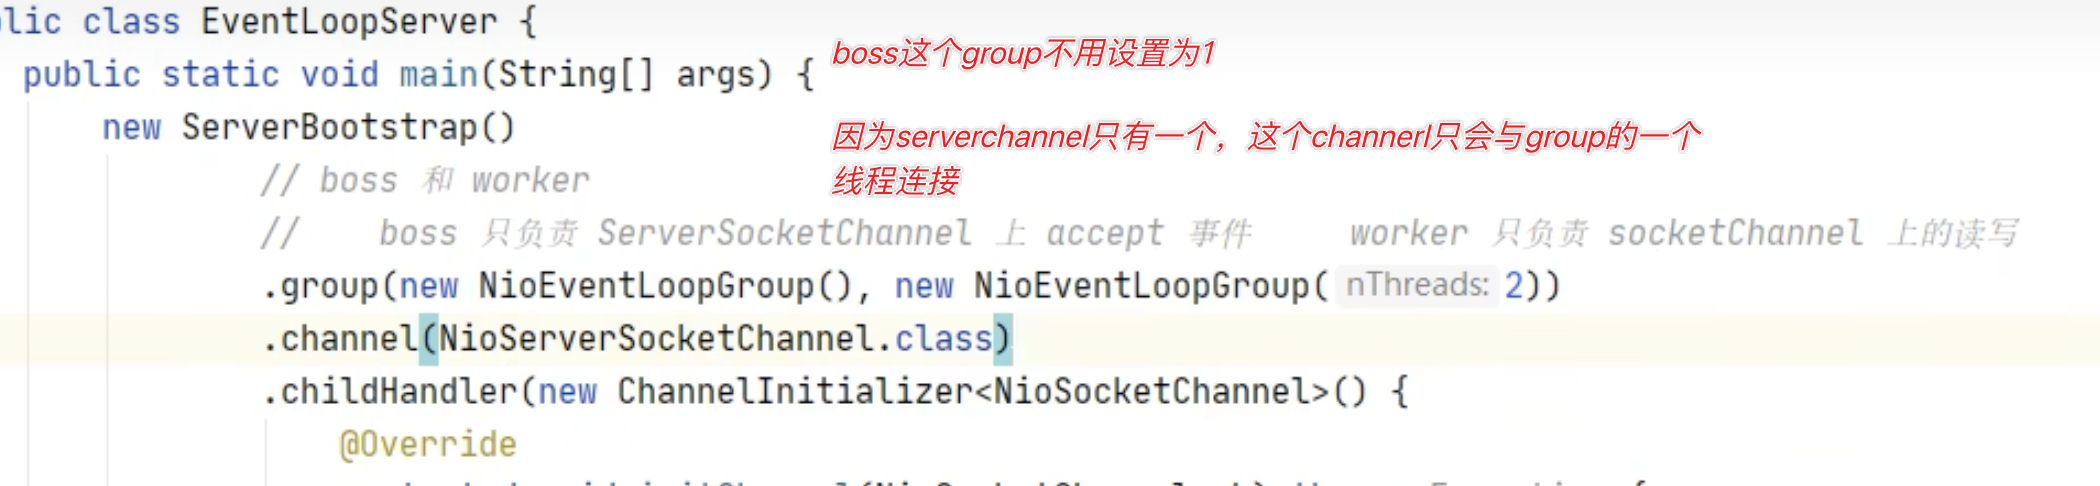 lic class EventLoopServer {
boss这个group不用设置为1
public static void main(String[] args) {
因为serverchannel只有一个，这个channerl只会与group的一个
new ServerBootstrap()
线程连接
// boss 和 worker
// boss 只负责 ServerSocketChannel 上 accept 事件 worker 只负责 socketChannel 上的读写
.group(new NioEventLoopGroup(), new NioEventLoopGroup( nThreads: 2))
.channel(NioServerSocketChannel.class)
.childHandler(new ChannelInitializer<NioSocketChannel>() {
@Override